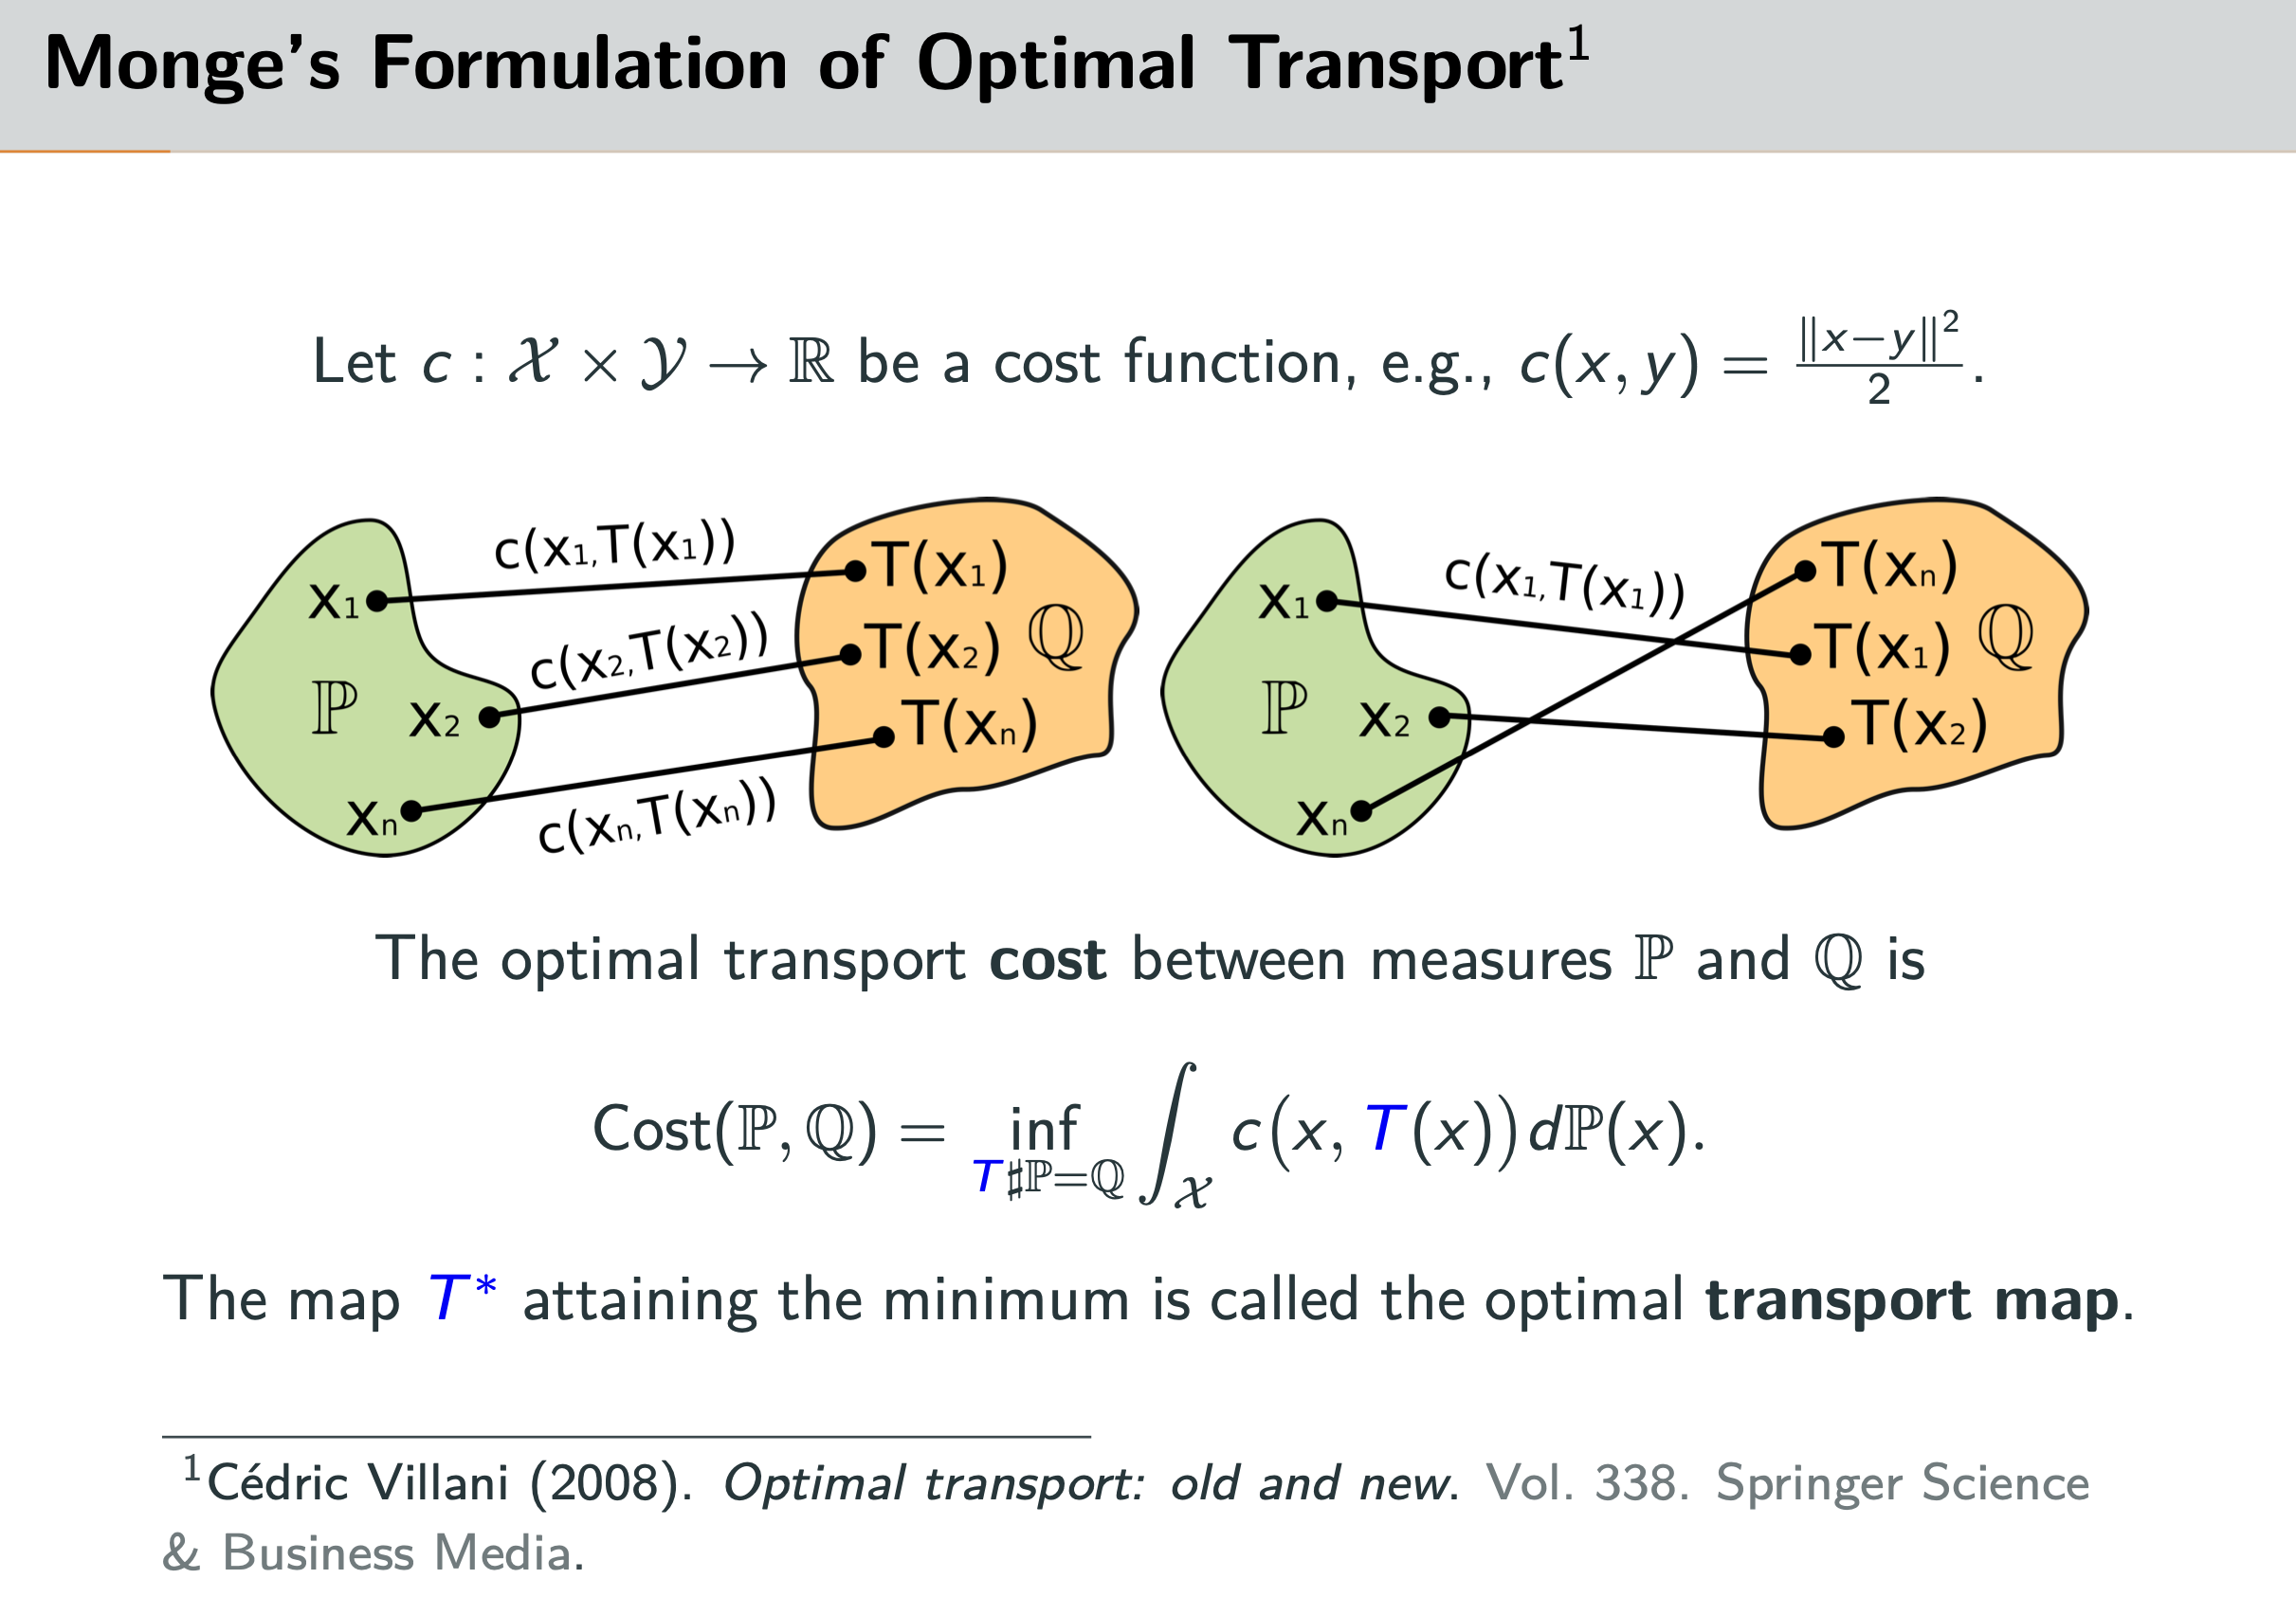 Monge's Formulation of Optimal Transport¹
Let c : 𝒳 × 𝒴 → ℝ be a cost function, e.g., c(x, y) = ‖x−y‖²/2.
c(x₁,T(x₁))
T(x₁)
x₁
c(x₂,T(x₂))
T(x₂)
ℚ
ℙ
x₂
T(xₙ)
xₙ
c(xₙ,T(xₙ))
c(x₁,T(x₁))
T(xₙ)
x₁
T(x₁)
ℚ
ℙ
x₂
T(x₂)
xₙ
The optimal transport cost between measures ℙ and ℚ is
Cost(ℙ, ℚ) = inf_{T♯ℙ=ℚ} ∫_𝒳 c(x, T(x))dℙ(x).
The map T* attaining the minimum is called the optimal transport map.
¹Cédric Villani (2008). Optimal transport: old and new. Vol. 338. Springer Science
& Business Media.